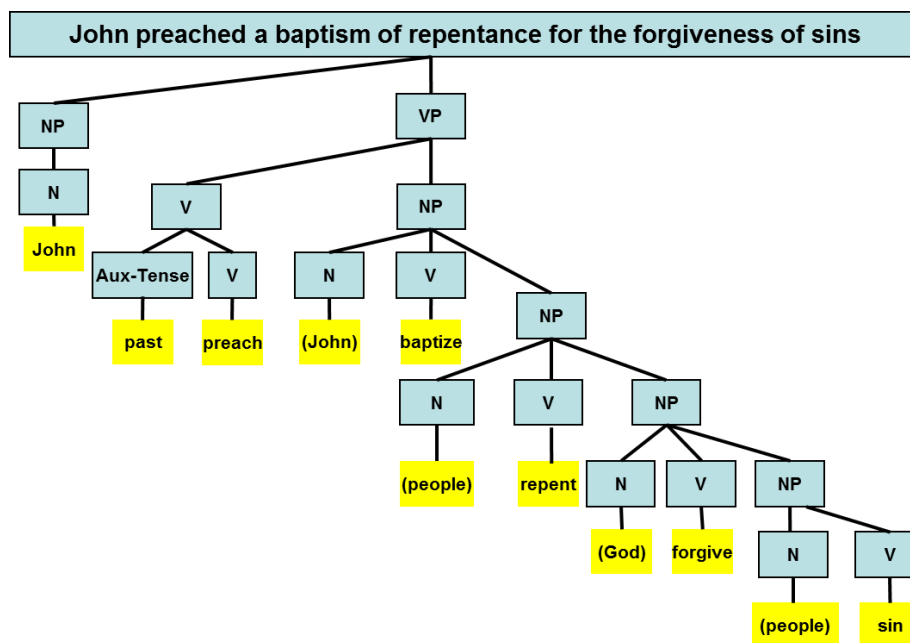 John preached a baptism of repentance for the forgiveness of sins
NP
VP
N
V
NP
John
Aux-Tense
V
N
V
NP
past
preach
(John)
baptize
N
V
NP
(people)
repent
N
V
NP
(God)
forgive
N
V
(people)
sin